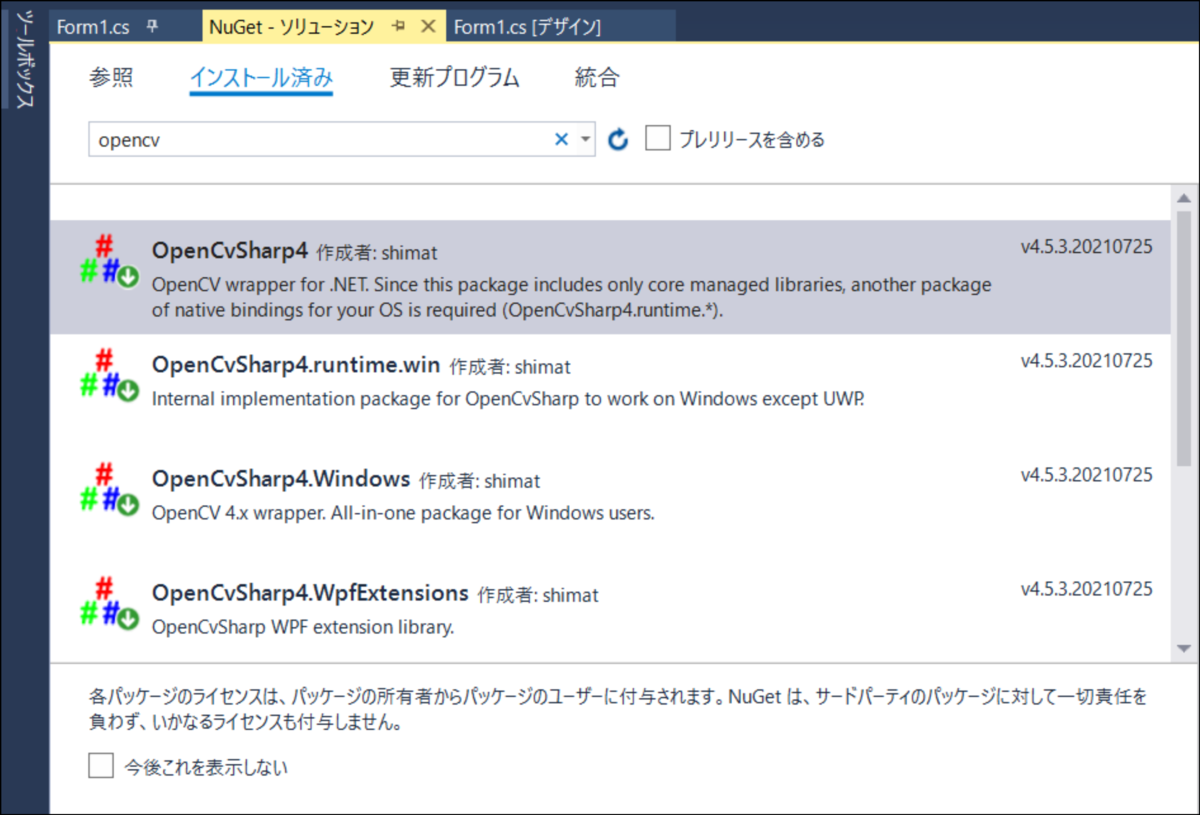 ツールボックス
Form1.cs
NuGet - ソリューション
Form1.cs [デザイン]
参照
インストール済み
更新プログラム
統合
opencv
プレリリースを含める
OpenCvSharp4 作成者: shimat
v4.5.3.20210725
OpenCV wrapper for .NET. Since this package includes only core managed libraries, another package
of native bindings for your OS is required (OpenCvSharp4.runtime.*).
OpenCvSharp4.runtime.win 作成者: shimat
v4.5.3.20210725
Internal implementation package for OpenCvSharp to work on Windows except UWP.
OpenCvSharp4.Windows 作成者: shimat
v4.5.3.20210725
OpenCV 4.x wrapper. All-in-one package for Windows users.
OpenCvSharp4.WpfExtensions 作成者: shimat
v4.5.3.20210725
OpenCvSharp WPF extension library.
各パッケージのライセンスは、パッケージの所有者からパッケージのユーザーに付与されます。NuGet は、サードパーティのパッケージに対して一切責任を
負わず、いかなるライセンスも付与しません。
今後これを表示しない